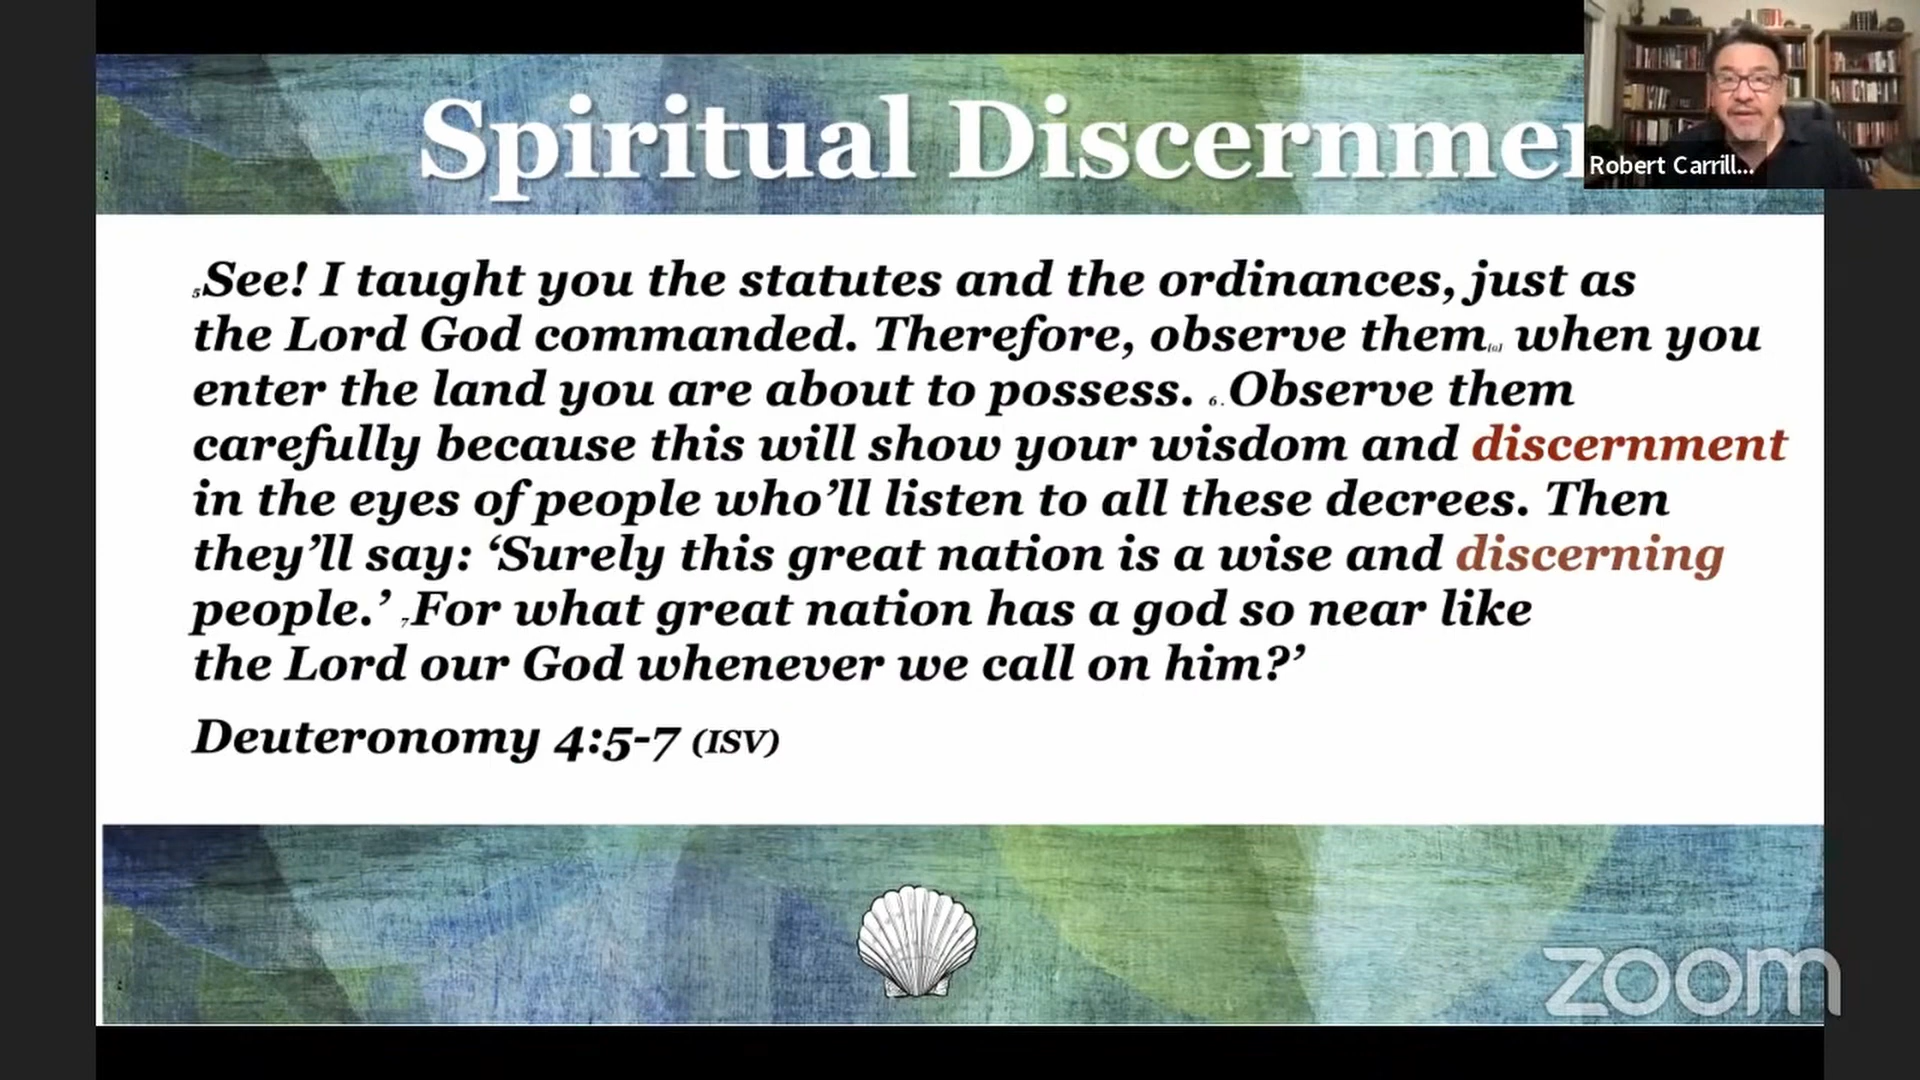 Spiritual Discernmen
Robert Carrill...
5See! I taught you the statutes and the ordinances, just as
the Lord God commanded. Therefore, observe them[a] when you
enter the land you are about to possess. 6 .Observe them
carefully because this will show your wisdom and discernment
in the eyes of people who’ll listen to all these decrees. Then
they’ll say: ‘Surely this great nation is a wise and discerning
people.’ 7For what great nation has a god so near like
the Lord our God whenever we call on him?’
Deuteronomy 4:5-7 (ISV)
zoom